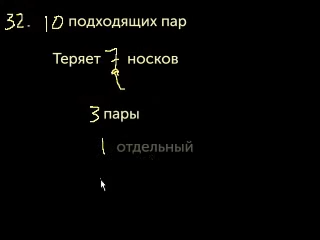 32. 10 подходящих пар
Теряет 7 носков
3 пары
1 отдельный